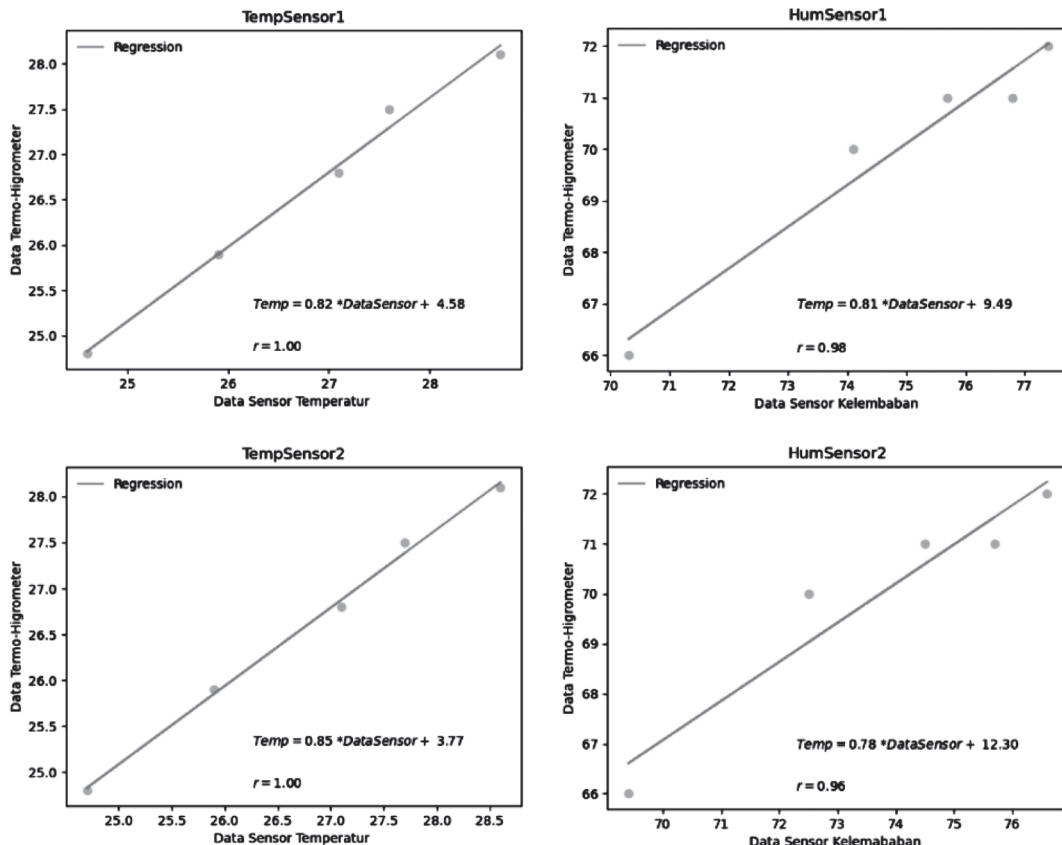 TempSensor1
Regression
Data Termo-Higrometer
28.0
27.5
27.0
26.5
26.0
25.5
25.0
Temp = 0.82 *DataSensor + 4.58
r = 1.00
25 26 27 28
Data Sensor Temperatur
HumSensor1
Regression
Data Termo-Higrometer
72
71
70
69
68
67
66
Temp = 0.81 *DataSensor + 9.49
r = 0.98
70 71 72 73 74 75 76 77
Data Sensor Kelembaban
TempSensor2
Regression
Data Termo-Higrometer
28.0
27.5
27.0
26.5
26.0
25.5
25.0
Temp = 0.85 *DataSensor + 3.77
r = 1.00
25.0 25.5 26.0 26.5 27.0 27.5 28.0 28.5
Data Sensor Temperatur
HumSensor2
Regression
Data Termo-Higrometer
72
71
70
69
68
67
66
Temp = 0.78 *DataSensor + 12.30
r = 0.96
70 71 72 73 74 75 76
Data Sensor Kelemababan